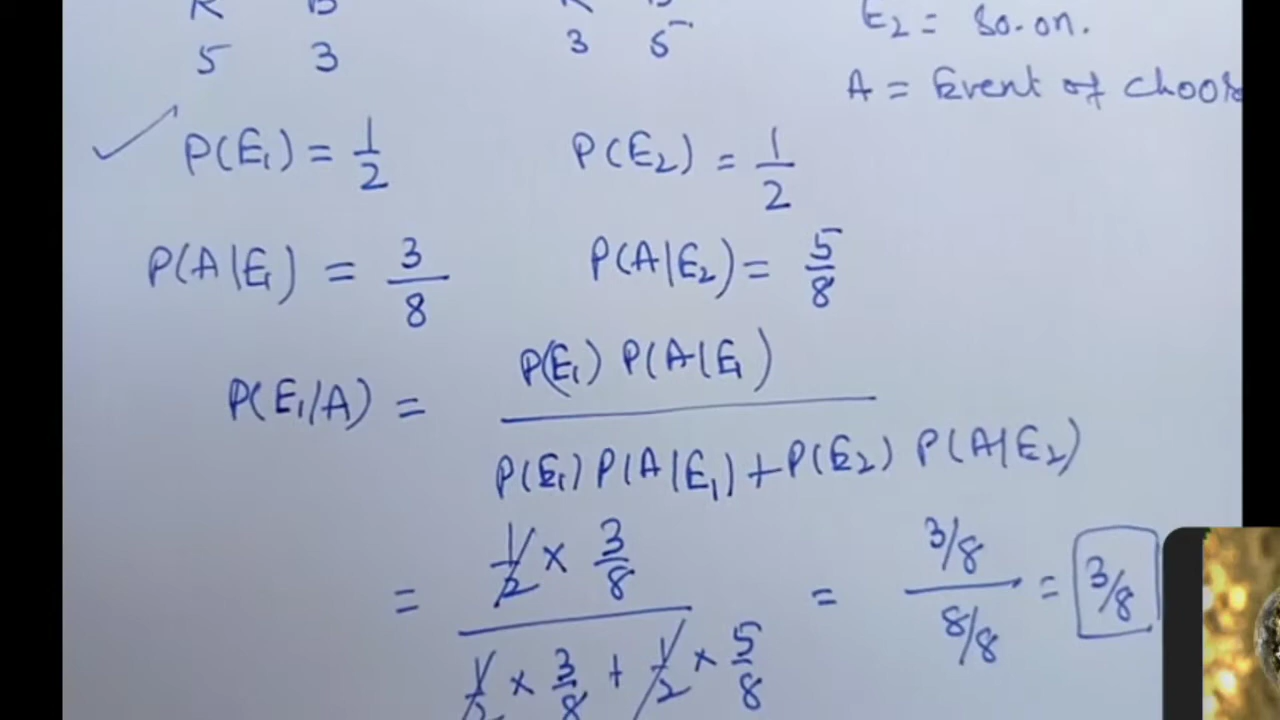 E2 = So. on.
5 3 3 5
A = Event of choos
P(E1) = 1/2 P(E2) = 1/2
P(A|E1) = 3/8 P(A|E2) = 5/8
P(E1/A) = P(E1) P(A|E1) / P(E1) P(A|E1) + P(E2) P(A|E2)
= 1/2 × 3/8 / 1/2 × 3/8 + 1/2 × 5/8 = 3/8 / 8/8 = 3/8